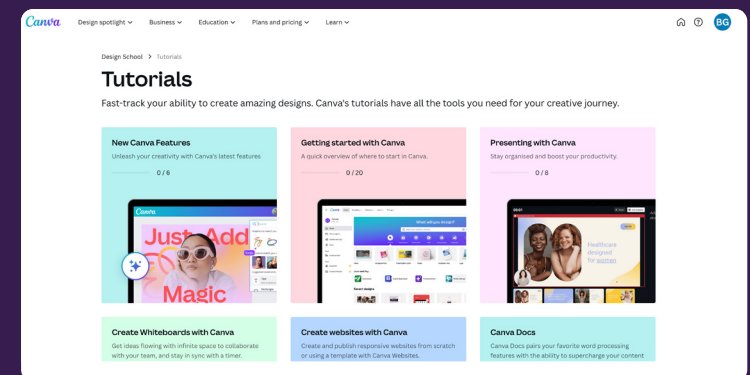 Canva Design spotlight Business Education Plans and pricing Learn BG
Design School > Tutorials
Tutorials
Fast-track your ability to create amazing designs. Canva's tutorials have all the tools you need for your creative journey.
New Canva Features
Unleash your creativity with Canva's latest features
0 / 6
Canva
Just Add
Magic
Getting started with Canva
A quick overview of where to start in Canva.
0 / 20
What will you design?
Presenting with Canva
Stay organised and boost your productivity.
0 / 8
Healthcare
designed
for women
Create Whiteboards with Canva
Get ideas flowing with infinite space to collaborate
with your team, and stay in sync with a timer.
Create websites with Canva
Create and publish responsive websites from scratch
or using a template with Canva Websites.
Canva Docs
Canva Docs pairs your favorite word processing
features with the ability to supercharge your content